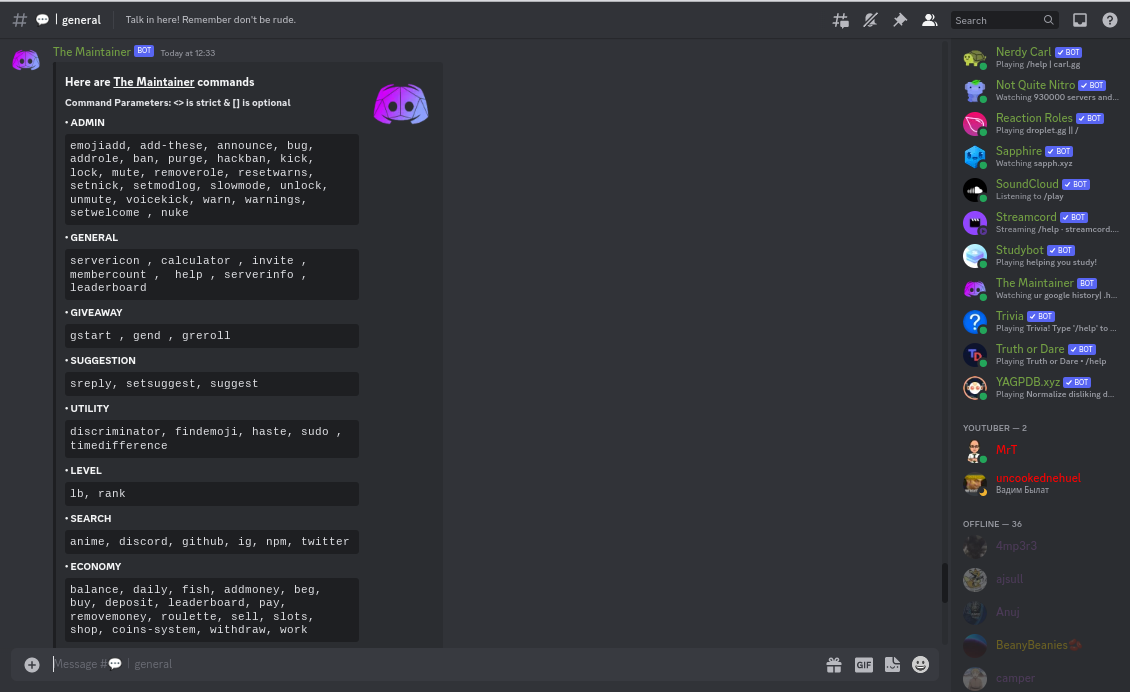 # 💬 | general
Talk in here! Remember don't be rude.
Search
The Maintainer BOT Today at 12:33
Here are The Maintainer commands
Command Parameters: <> is strict & [] is optional
• ADMIN
emojiadd, add-these, announce, bug,
addrole, ban, purge, hackban, kick,
lock, mute, removerole, resetwarns,
setnick, setmodlog, slowmode, unlock,
unmute, voicekick, warn, warnings,
setwelcome , nuke
• GENERAL
servericon , calculator , invite ,
membercount ,  help , serverinfo ,
leaderboard
• GIVEAWAY
gstart , gend , greroll
• SUGGESTION
sreply, setsuggest, suggest
• UTILITY
discriminator, findemoji, haste, sudo ,
timedifference
• LEVEL
lb, rank
• SEARCH
anime, discord, github, ig, npm, twitter
• ECONOMY
balance, daily, fish, addmoney, beg,
buy, deposit, leaderboard, pay,
removemoney, roulette, sell, slots,
shop, coins-system, withdraw, work
Message #💬 | general
GIF
Nerdy Carl ✓ BOT
Playing /help | carl.gg
Not Quite Nitro ✓ BOT
Watching 930000 servers and...
Reaction Roles ✓ BOT
Playing droplet.gg || /
Sapphire ✓ BOT
Watching sapph.xyz
SoundCloud ✓ BOT
Listening to /play
Streamcord ✓ BOT
Streaming /help · streamcord....
Studybot ✓ BOT
Playing helping you study!
The Maintainer BOT
Watching ur google history| .h...
Trivia ✓ BOT
Playing Trivia! Type '/help' to ...
Truth or Dare ✓ BOT
Playing Truth or Dare • /help
YAGPDB.xyz ✓ BOT
Playing Normalize disliking d...
YOUTUBER — 2
MrT
uncookednehuel
Вадим Былат
OFFLINE — 36
4mp3r3
ajsull
Anuj
BeanyBeanies
camper